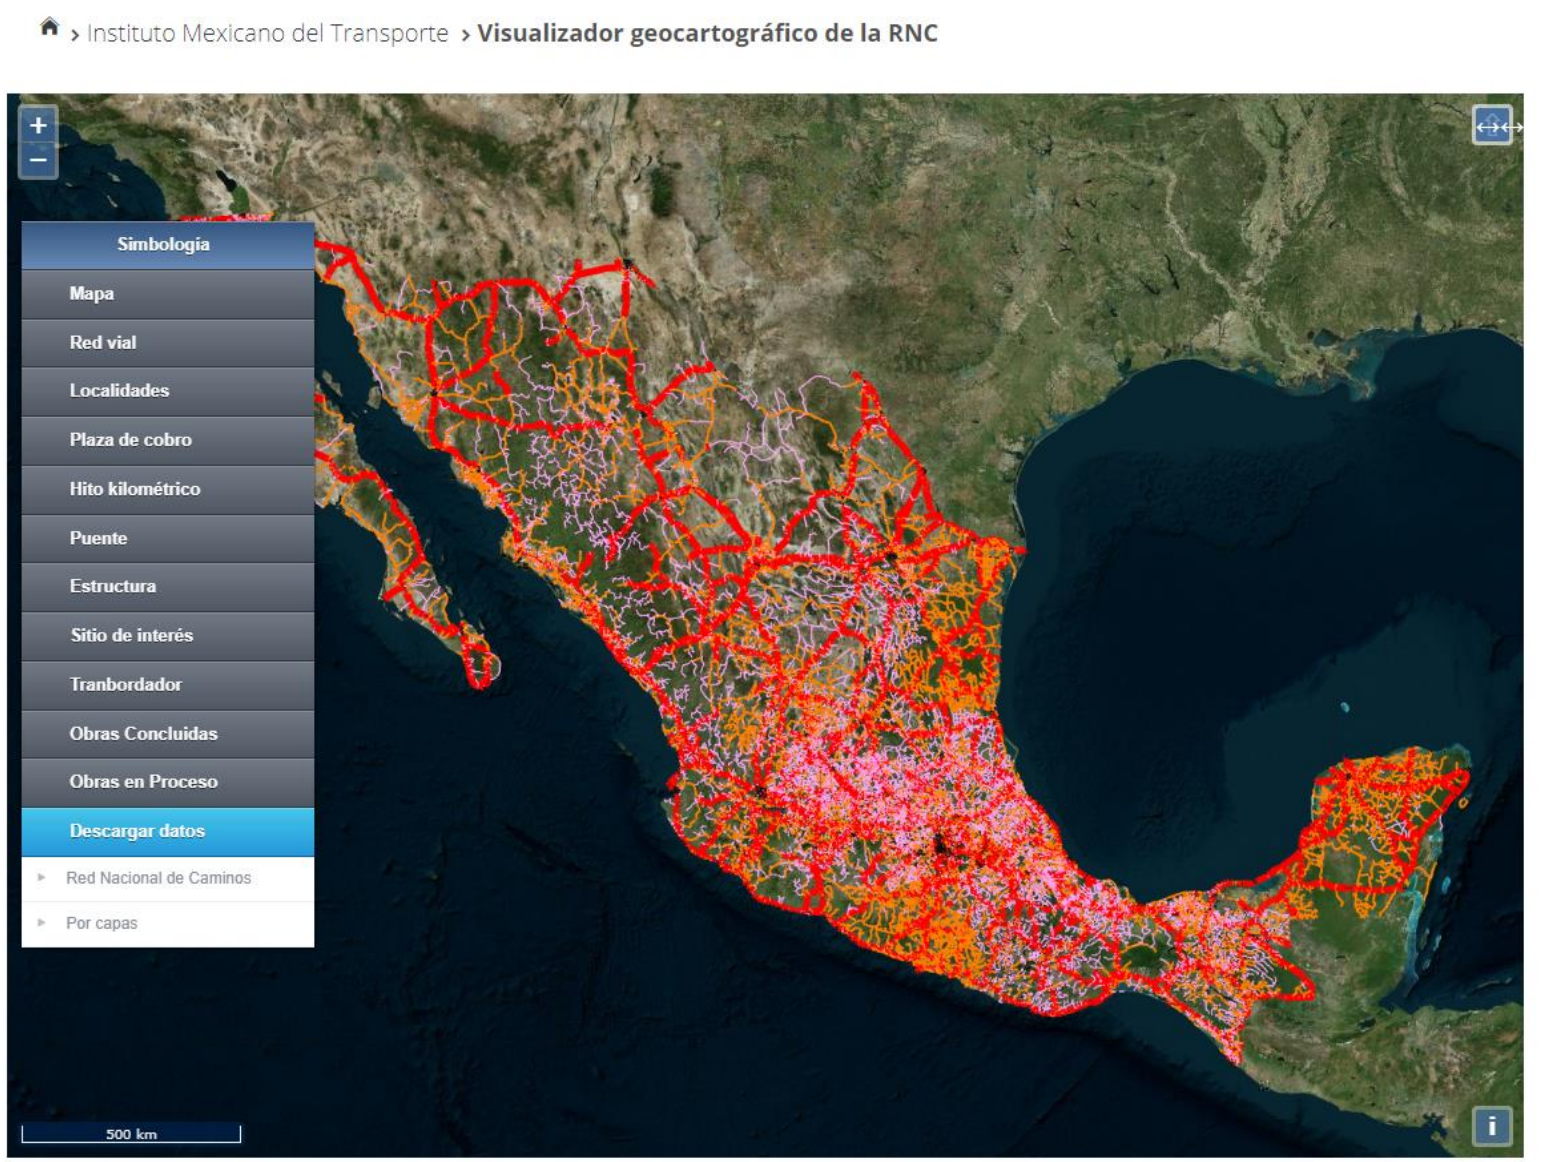 Instituto Mexicano del Transporte › Visualizador geocartográfico de la RNC
+
−
Simbología
Mapa
Red vial
Localidades
Plaza de cobro
Hito kilométrico
Puente
Estructura
Sitio de interés
Tranbordador
Obras Concluidas
Obras en Proceso
Descargar datos
Red Nacional de Caminos
Por capas
500 km
i